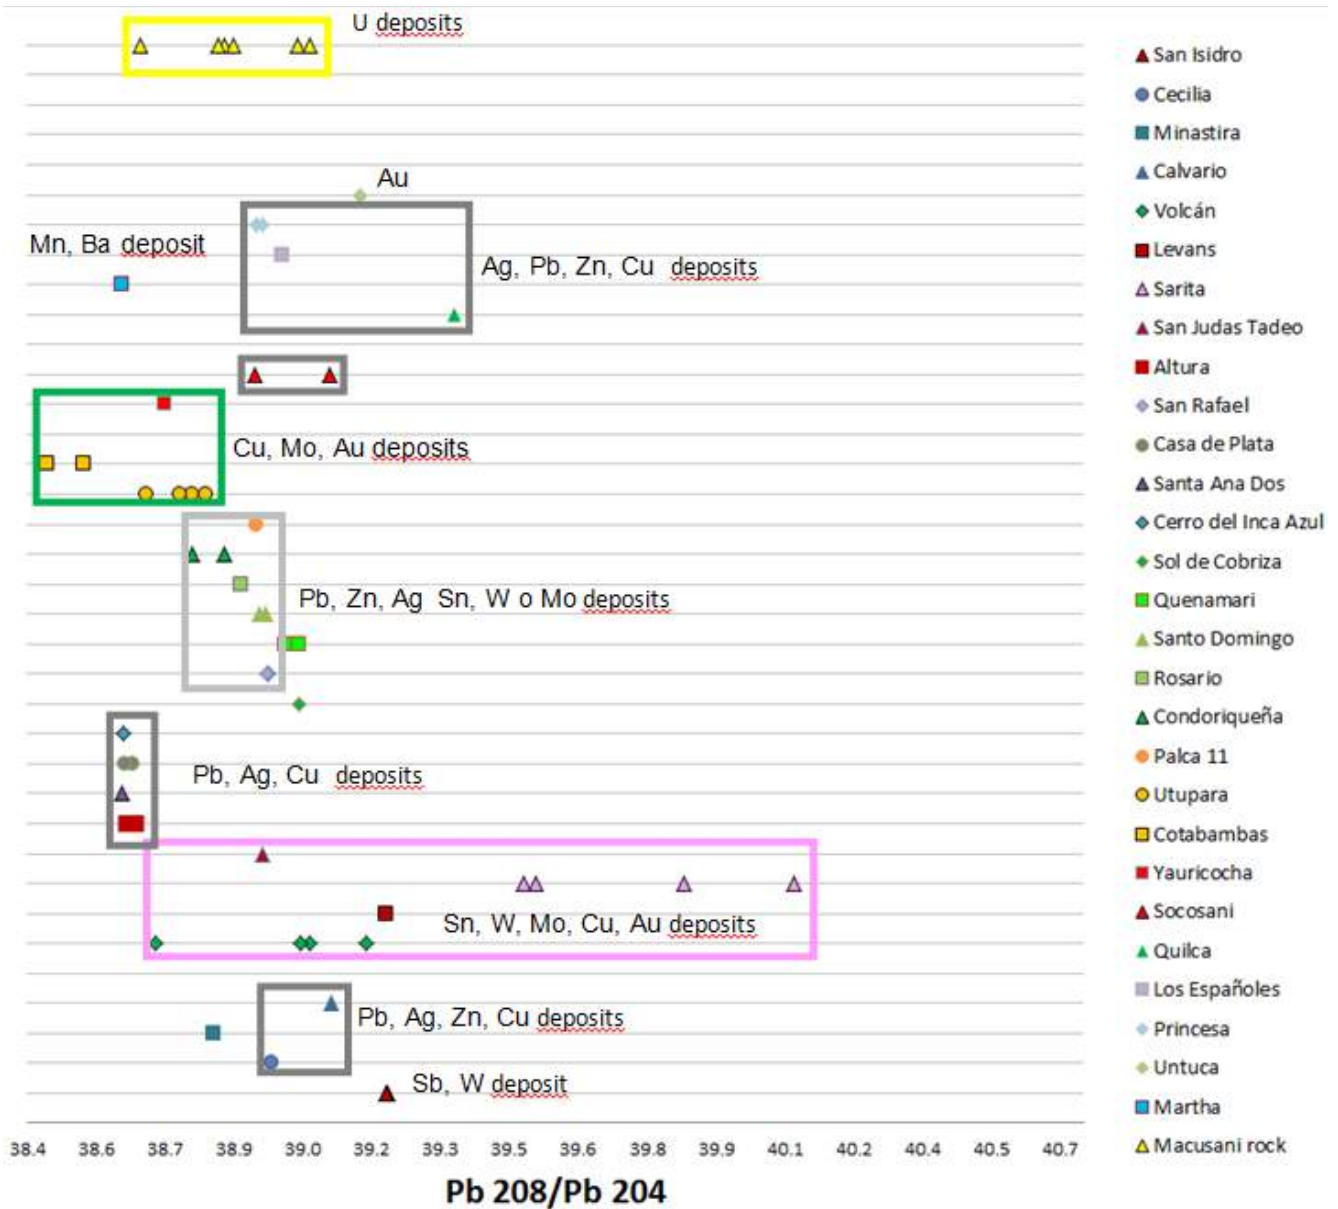 U deposits
Au
Mn, Ba deposit
Ag, Pb, Zn, Cu deposits
Cu, Mo, Au deposits
Pb, Zn, Ag Sn, W o Mo deposits
Pb, Ag, Cu deposits
Sn, W, Mo, Cu, Au deposits
Pb, Ag, Zn, Cu deposits
Sb, W deposit
38.4 38.6 38.7 38.9 39.0 39.2 39.3 39.5 39.6 39.8 39.9 40.1 40.2 40.4 40.5 40.7
Pb 208/Pb 204
San Isidro
Cecilia
Minastira
Calvario
Volcán
Levans
Sarita
San Judas Tadeo
Altura
San Rafael
Casa de Plata
Santa Ana Dos
Cerro del Inca Azul
Sol de Cobriza
Quenamari
Santo Domingo
Rosario
Condoriqueña
Palca 11
Utupara
Cotabambas
Yauricocha
Socosani
Quilca
Los Españoles
Princesa
Untuca
Martha
Macusani rock